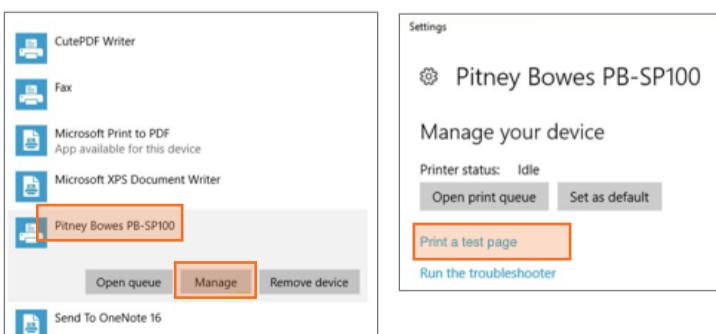 CutePDF Writer
Fax
Microsoft Print to PDF
App available for this device
Microsoft XPS Document Writer
Pitney Bowes PB-SP100
Open queue Manage Remove device
Send To OneNote 16
Settings
Pitney Bowes PB-SP100
Manage your device
Printer status: Idle
Open print queue Set as default
Print a test page
Run the troubleshooter